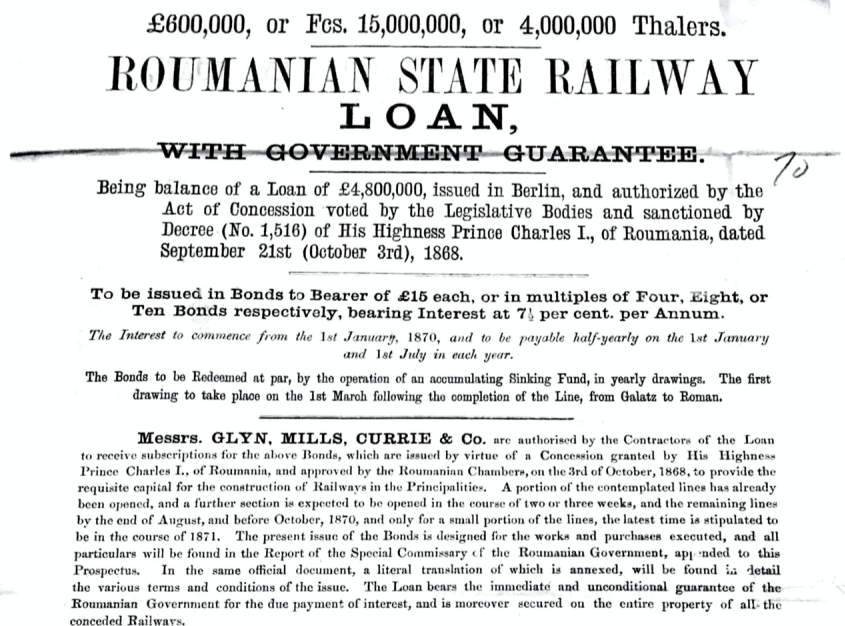 £600,000, or Fcs. 15,000,000, or 4,000,000 Thalers.
ROUMANIAN STATE RAILWAY
LOAN,
WITH GOVERNMENT GUARANTEE.
70
Being balance of a Loan of £4,800,000, issued in Berlin, and authorized by the
Act of Concession voted by the Legislative Bodies and sanctioned by
Decree (No. 1,516) of His Highness Prince Charles I., of Roumania, dated
September 21st (October 3rd), 1868.
To be issued in Bonds to Bearer of £15 each, or in multiples of Four, Eight, or
Ten Bonds respectively, bearing Interest at 7½ per cent. per Annum.
The Interest to commence from the 1st January, 1870, and to be payable half-yearly on the 1st January
and 1st July in each year.
The Bonds to be Redeemed at par, by the operation of an accumulating Sinking Fund, in yearly drawings. The first
drawing to take place on the 1st March following the completion of the Line, from Galatz to Roman.
Messrs. GLYN, MILLS, CURRIE & Co. are authorised by the Contractors of the Loan
to receive subscriptions for the above Bonds, which are issued by virtue of a Concession granted by His Highness
Prince Charles I., of Roumania, and approved by the Roumanian Chambers, on the 3rd of October, 1868, to provide the
requisite capital for the construction of Railways in the Principalities. A portion of the contemplated lines has already
been opened, and a further section is expected to be opened in the course of two or three weeks, and the remaining lines
by the end of August, and before October, 1870, and only for a small portion of the lines, the latest time is stipulated to
be in the course of 1871. The present issue of the Bonds is designed for the works and purchases executed, and all
particulars will be found in the Report of the Special Commissary of the Roumanian Government, appended to this
Prospectus. In the same official document, a literal translation of which is annexed, will be found in detail
the various terms and conditions of the issue. The Loan bears the immediate and unconditional guarantee of the
Roumanian Government for the due payment of interest, and is moreover secured on the entire property of all the
conceded Railways.